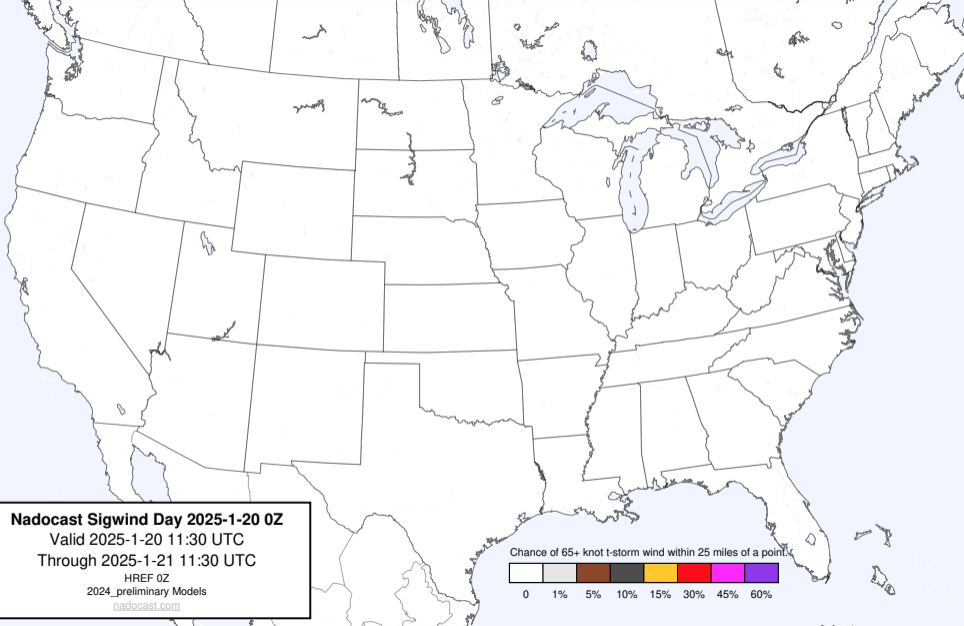 Nadocast Sigwind Day 2025-1-20 0Z
Valid 2025-1-20 11:30 UTC
Through 2025-1-21 11:30 UTC
HREF 0Z
2024_preliminary Models
nadocast.com
Chance of 65+ knot t-storm wind within 25 miles of a point.
0 1% 5% 10% 15% 30% 45% 60%